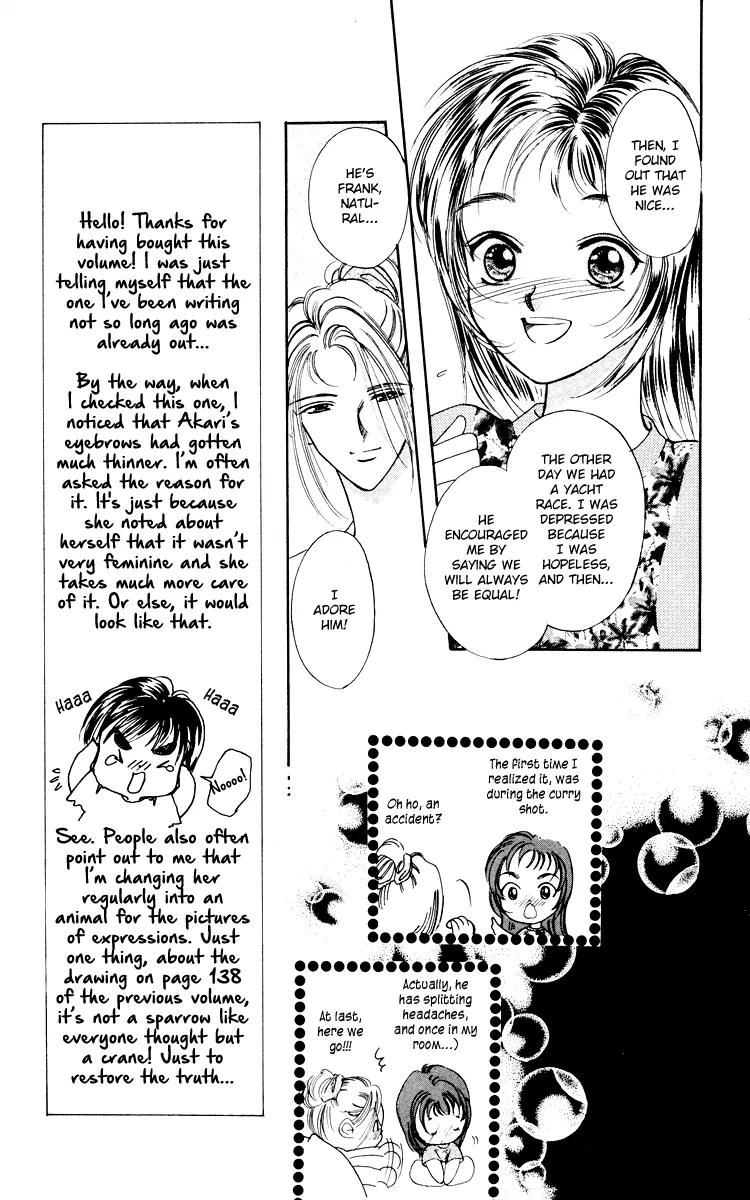 THEN, I
FOUND
OUT THAT
HE WAS
NICE...
THE OTHER
DAY WE HAD
A YACHT
RACE. I WAS
DEPRESSED
BECAUSE
I WAS
HOPELESS,
AND THEN...
HE
ENCOURAGED
ME BY
SAYING WE
WILL ALWAYS
BE EQUAL!
HE'S
FRANK,
NATU-
RAL...
I
ADORE
HIM!
Hello! Thanks for
having bought this
volume! I was just
telling myself that the
one I've been writing
not so long ago was
already out...
By the way, when
I checked this one, I
noticed that Akari's
eyebrows had gotten
much thinner. I'm often
asked the reason for
it. It's just because
she noted about
herself that it wasn't
very feminine and she
takes much more care
of it. Or else, it would
look like that.
Haaa
Haaa
Noooo!
See. People also often
point out to me that
I'm changing her
regularly into an
animal for the pictures
of expressions. Just
one thing, about the
drawing on page 138
of the previous volume,
it's not a sparrow like
everyone thought but
a crane! Just to
restore the truth...
The first time I
realized it, was
during the curry
shot.
Oh ho, an
accident?
Actually, he
has splitting
headaches,
and once in my
room...)
At last,
here we
go!!!